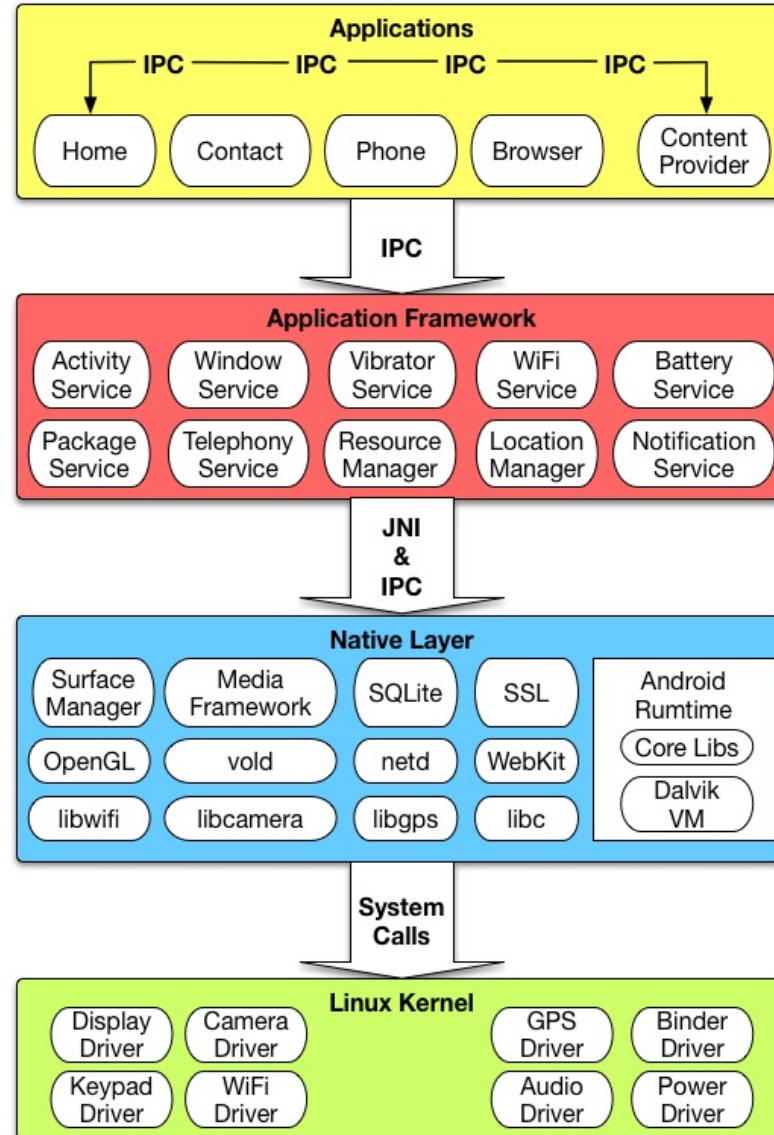 Applications
IPC IPC IPC IPC
Home Contact Phone Browser Content
Provider
IPC
Application Framework
Activity Window Vibrator WiFi Battery
Service Service Service Service Service
Package Telephony Resource Location Notification
Service Service Manager Manager Service
JNI
&
IPC
Native Layer
Surface Media SQLite SSL Android
Manager Framework Rumtime
OpenGL vold netd WebKit Core Libs
libwifi libcamera libgps libc Dalvik
VM
System
Calls
Linux Kernel
Display Camera GPS Binder
Driver Driver Driver Driver
Keypad WiFi Audio Power
Driver Driver Driver Driver